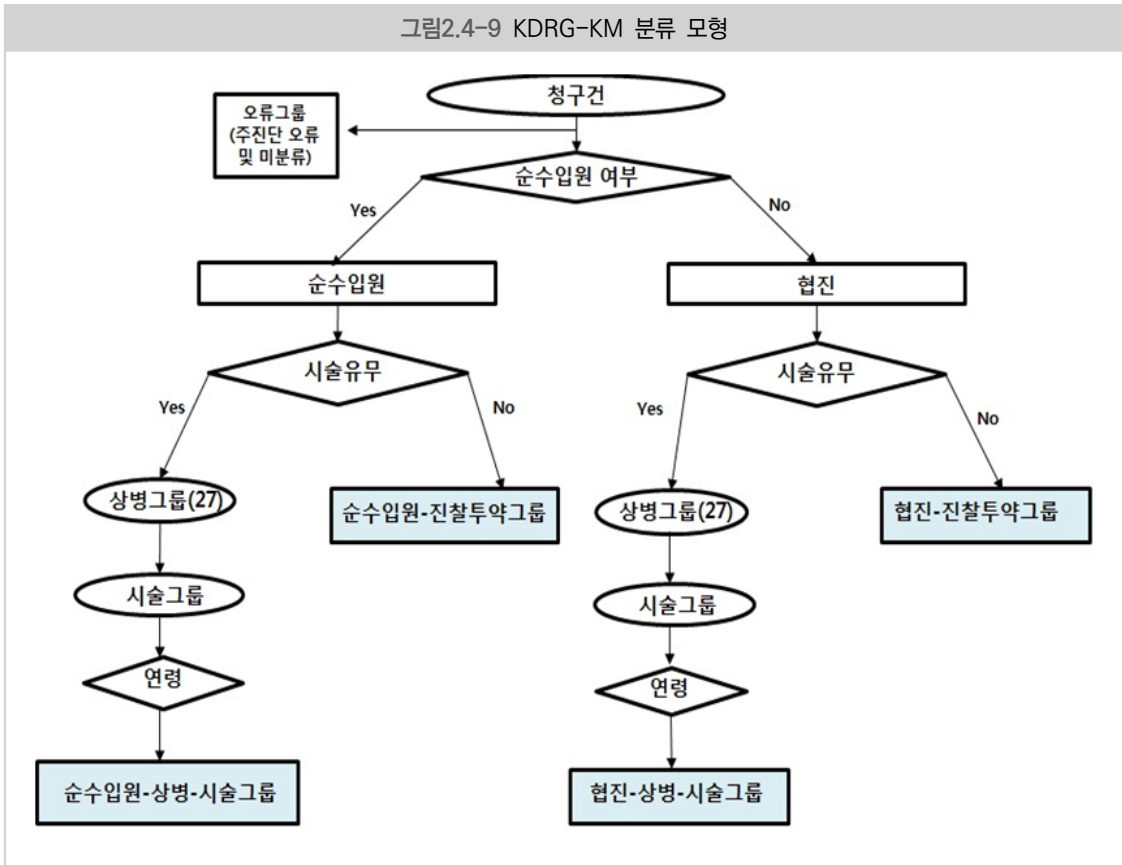 그림2.4-9 KDRG-KM 분류 모형
청구건
오류그룹
(주진단 오류
및 미분류)
순수입원 여부
Yes
No
순수입원
협진
시술유무
시술유무
Yes
No
Yes
No
상병그룹(27)
순수입원-진찰투약그룹
상병그룹(27)
협진-진찰투약그룹
시술그룹
시술그룹
연령
연령
순수입원-상병-시술그룹
협진-상병-시술그룹